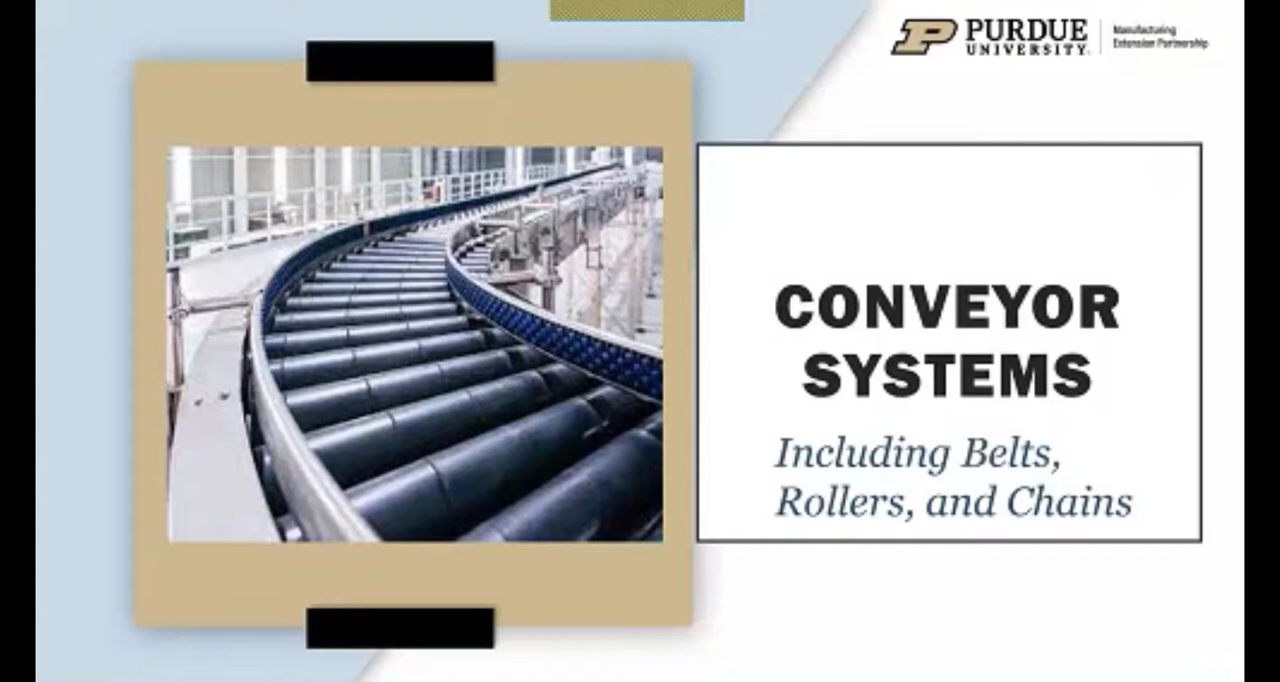 PURDUE
UNIVERSITY.
Manufacturing
Extension Partnership
CONVEYOR
SYSTEMS
Including Belts,
Rollers, and Chains